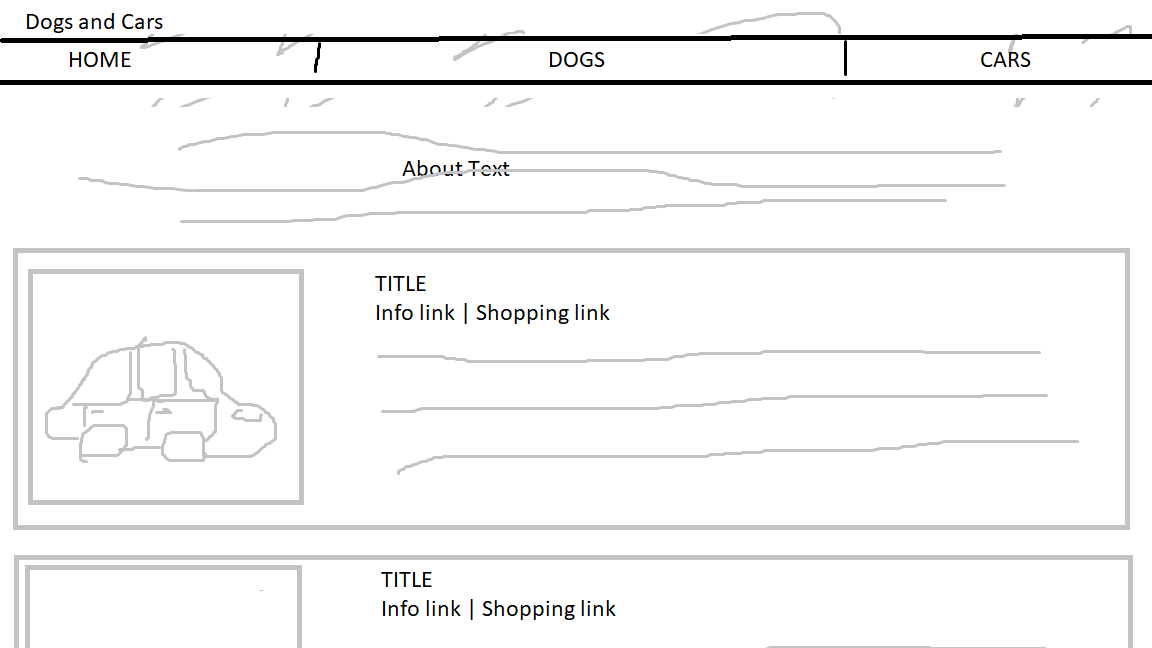 Dogs and Cars
HOME DOGS CARS
About Text
TITLE
Info link | Shopping link
TITLE
Info link | Shopping link